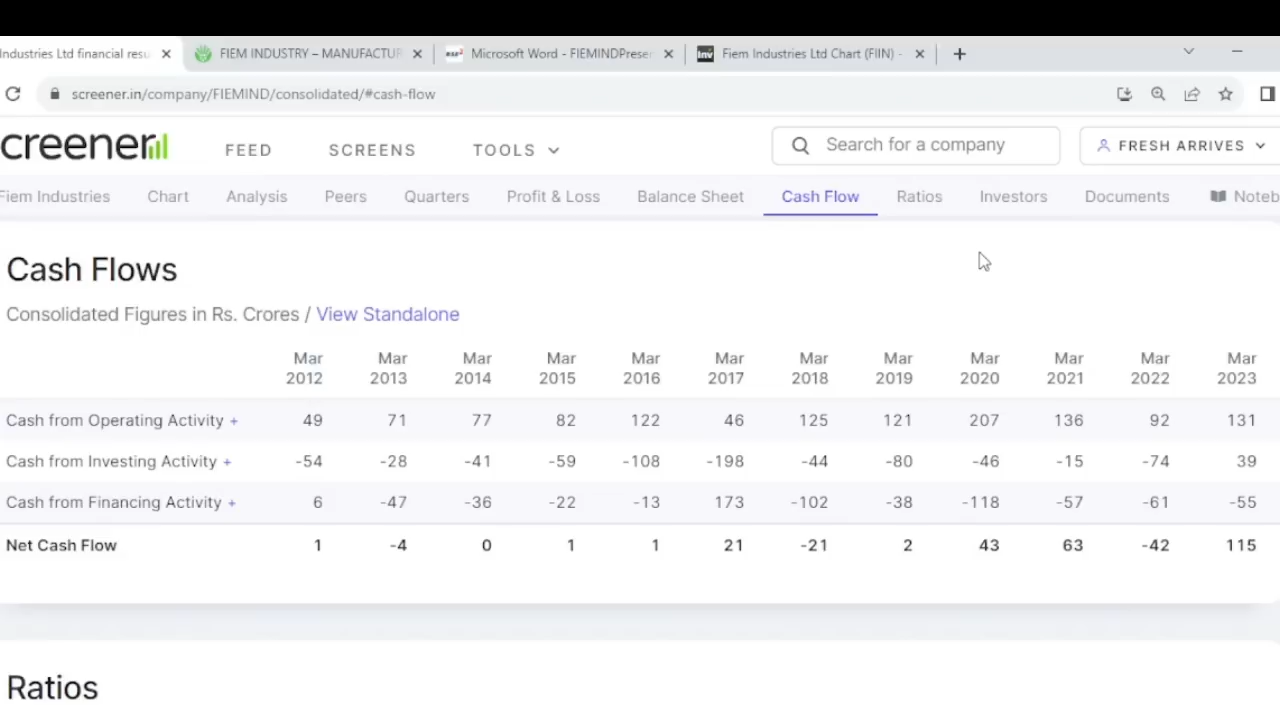 Industries Ltd financial resu
FIEM INDUSTRY – MANUFACTUR
Microsoft Word - FIEMINDPreser
Inv
Fiem Industries Ltd Chart (FIIN) -
screener.in/company/FIEMIND/consolidated/#cash-flow
creener
FEED SCREENS TOOLS
Search for a company
FRESH ARRIVES
Fiem Industries Chart Analysis Peers Quarters Profit & Loss Balance Sheet Cash Flow Ratios Investors Documents Noteb
Cash Flows
Consolidated Figures in Rs. Crores / View Standalone
Mar Mar Mar Mar Mar Mar Mar Mar Mar Mar Mar Mar
2012 2013 2014 2015 2016 2017 2018 2019 2020 2021 2022 2023
Cash from Operating Activity + 49 71 77 82 122 46 125 121 207 136 92 131
Cash from Investing Activity + -54 -28 -41 -59 -108 -198 -44 -80 -46 -15 -74 39
Cash from Financing Activity + 6 -47 -36 -22 -13 173 -102 -38 -118 -57 -61 -55
Net Cash Flow 1 -4 0 1 1 21 -21 2 43 63 -42 115
Ratios